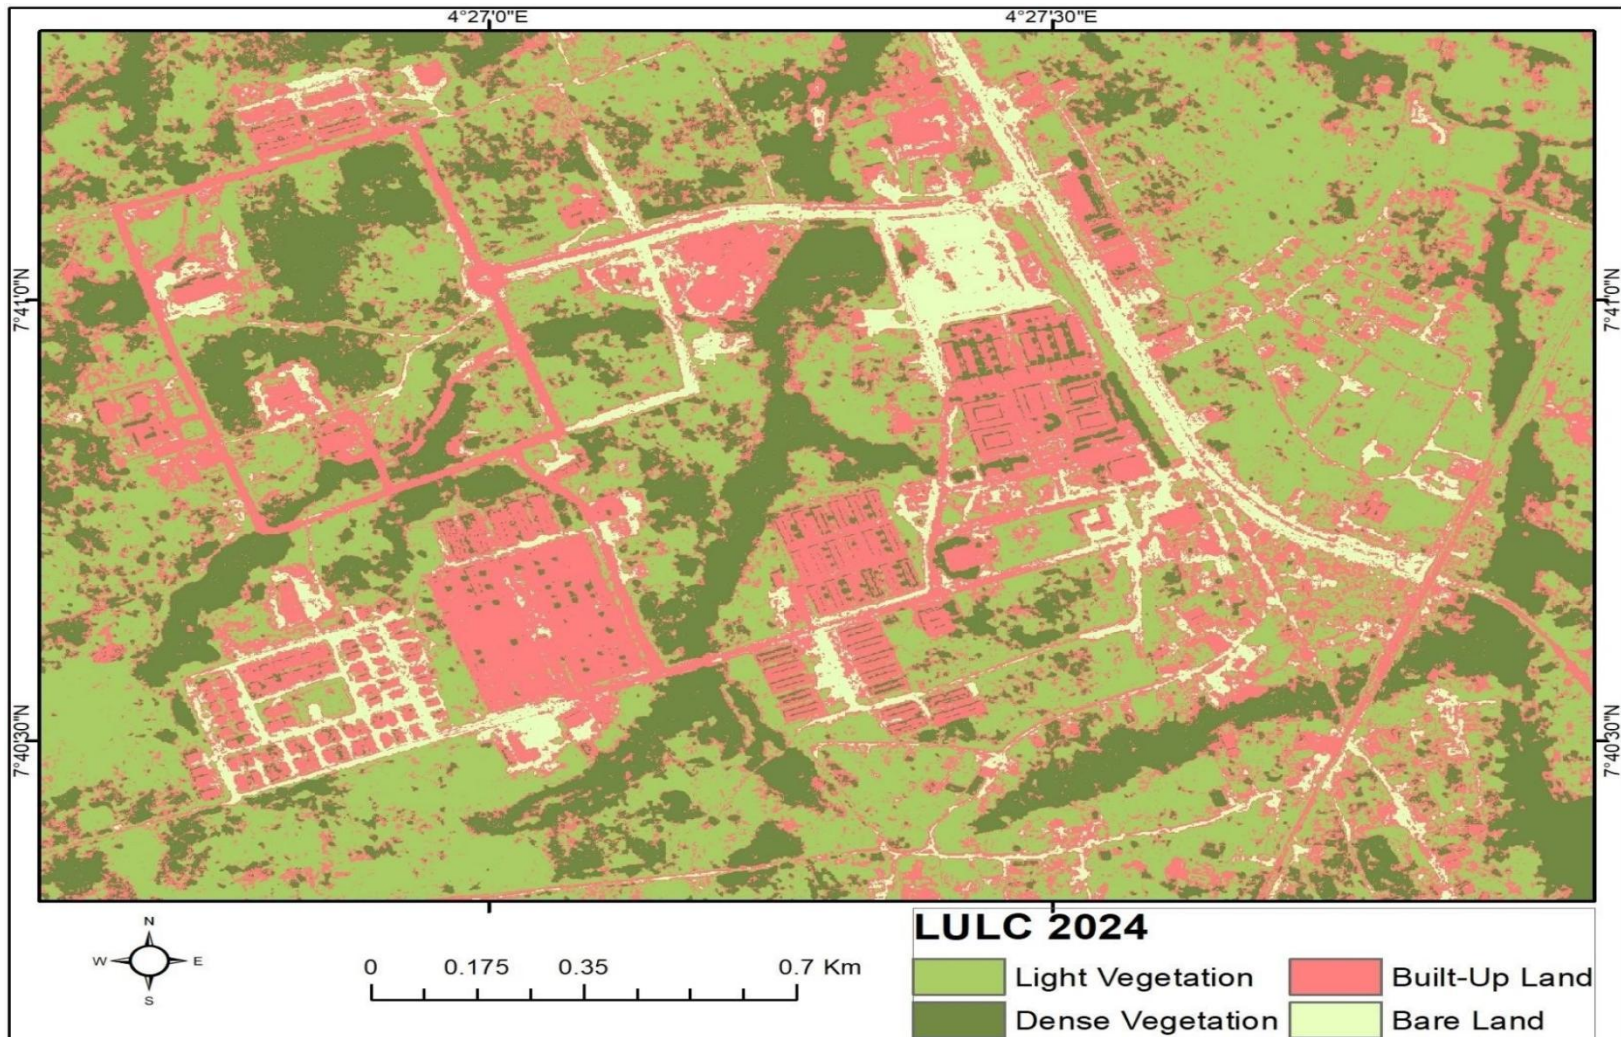 4°27'0"E 4°27'30"E
7°41'0"N 7°41'0"N
7°40'30"N 7°40'30"N
LULC 2024
N
W E
S
0 0.175 0.35 0.7 Km
Light Vegetation Built-Up Land
Dense Vegetation Bare Land